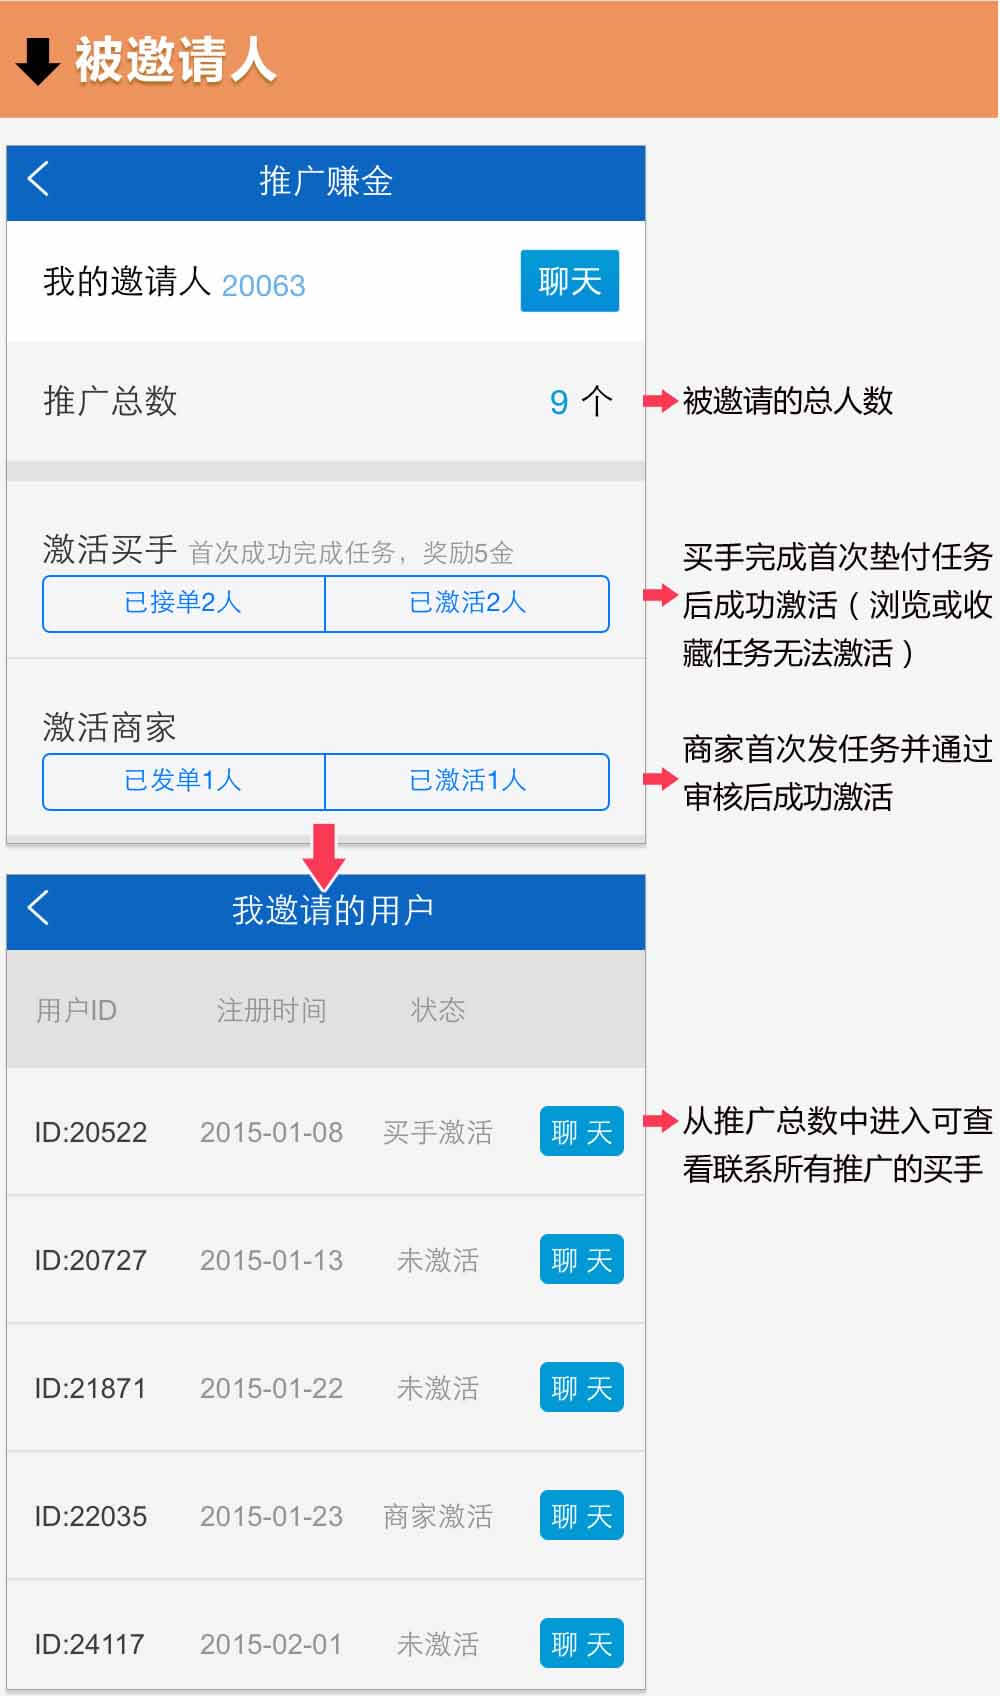 被邀请人
推广赚金
我的邀请人 20063 聊天
推广总数 9 个
被邀请的总人数
激活买手 首次成功完成任务，奖励5金
已接单2人 已激活2人
买手完成首次垫付任务
后成功激活（浏览或收
藏任务无法激活）
激活商家
已发单1人 已激活1人
商家首次发任务并通过
审核后成功激活
我邀请的用户
用户ID 注册时间 状态
ID:20522 2015-01-08 买手激活 聊 天
从推广总数中进入可查
看联系所有推广的买手
ID:20727 2015-01-13 未激活 聊 天
ID:21871 2015-01-22 未激活 聊 天
ID:22035 2015-01-23 商家激活 聊 天
ID:24117 2015-02-01 未激活 聊 天